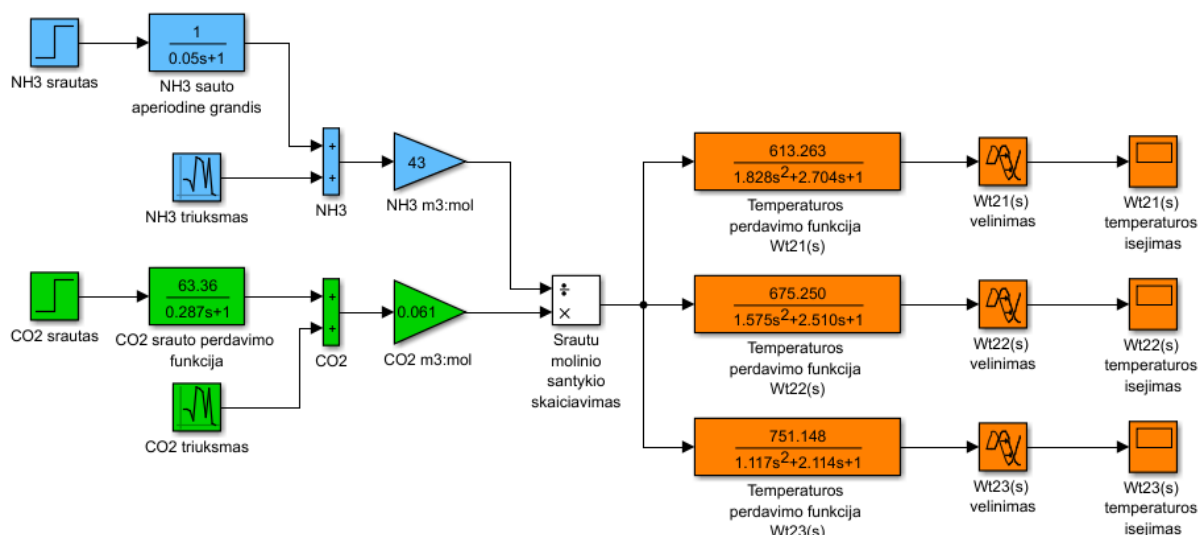 1
0.05s+1
NH3 srautas
NH3 sauto
aperiodine grandis
+
+
NH3
NH3 triuksmas
43
NH3 m3:mol
63.36
0.287s+1
CO2 srautas
CO2 srauto perdavimo
funkcija
+
+
CO2
CO2 triuksmas
0.061
CO2 m3:mol
÷
×
Srautu
molinio
santykio
skaiciavimas
613.263
1.828s²+2.704s+1
Temperaturos
perdavimo funkcija
Wt21(s)
Wt21(s)
velinimas
Wt21(s)
temperaturos
isejimas
675.250
1.575s²+2.510s+1
Temperaturos
perdavimo funkcija
Wt22(s)
Wt22(s)
velinimas
Wt22(s)
temperaturos
isejimas
751.148
1.117s²+2.114s+1
Temperaturos
perdavimo funkcija
Wt23(s)
Wt23(s)
velinimas
Wt23(s)
temperaturos
isejimas